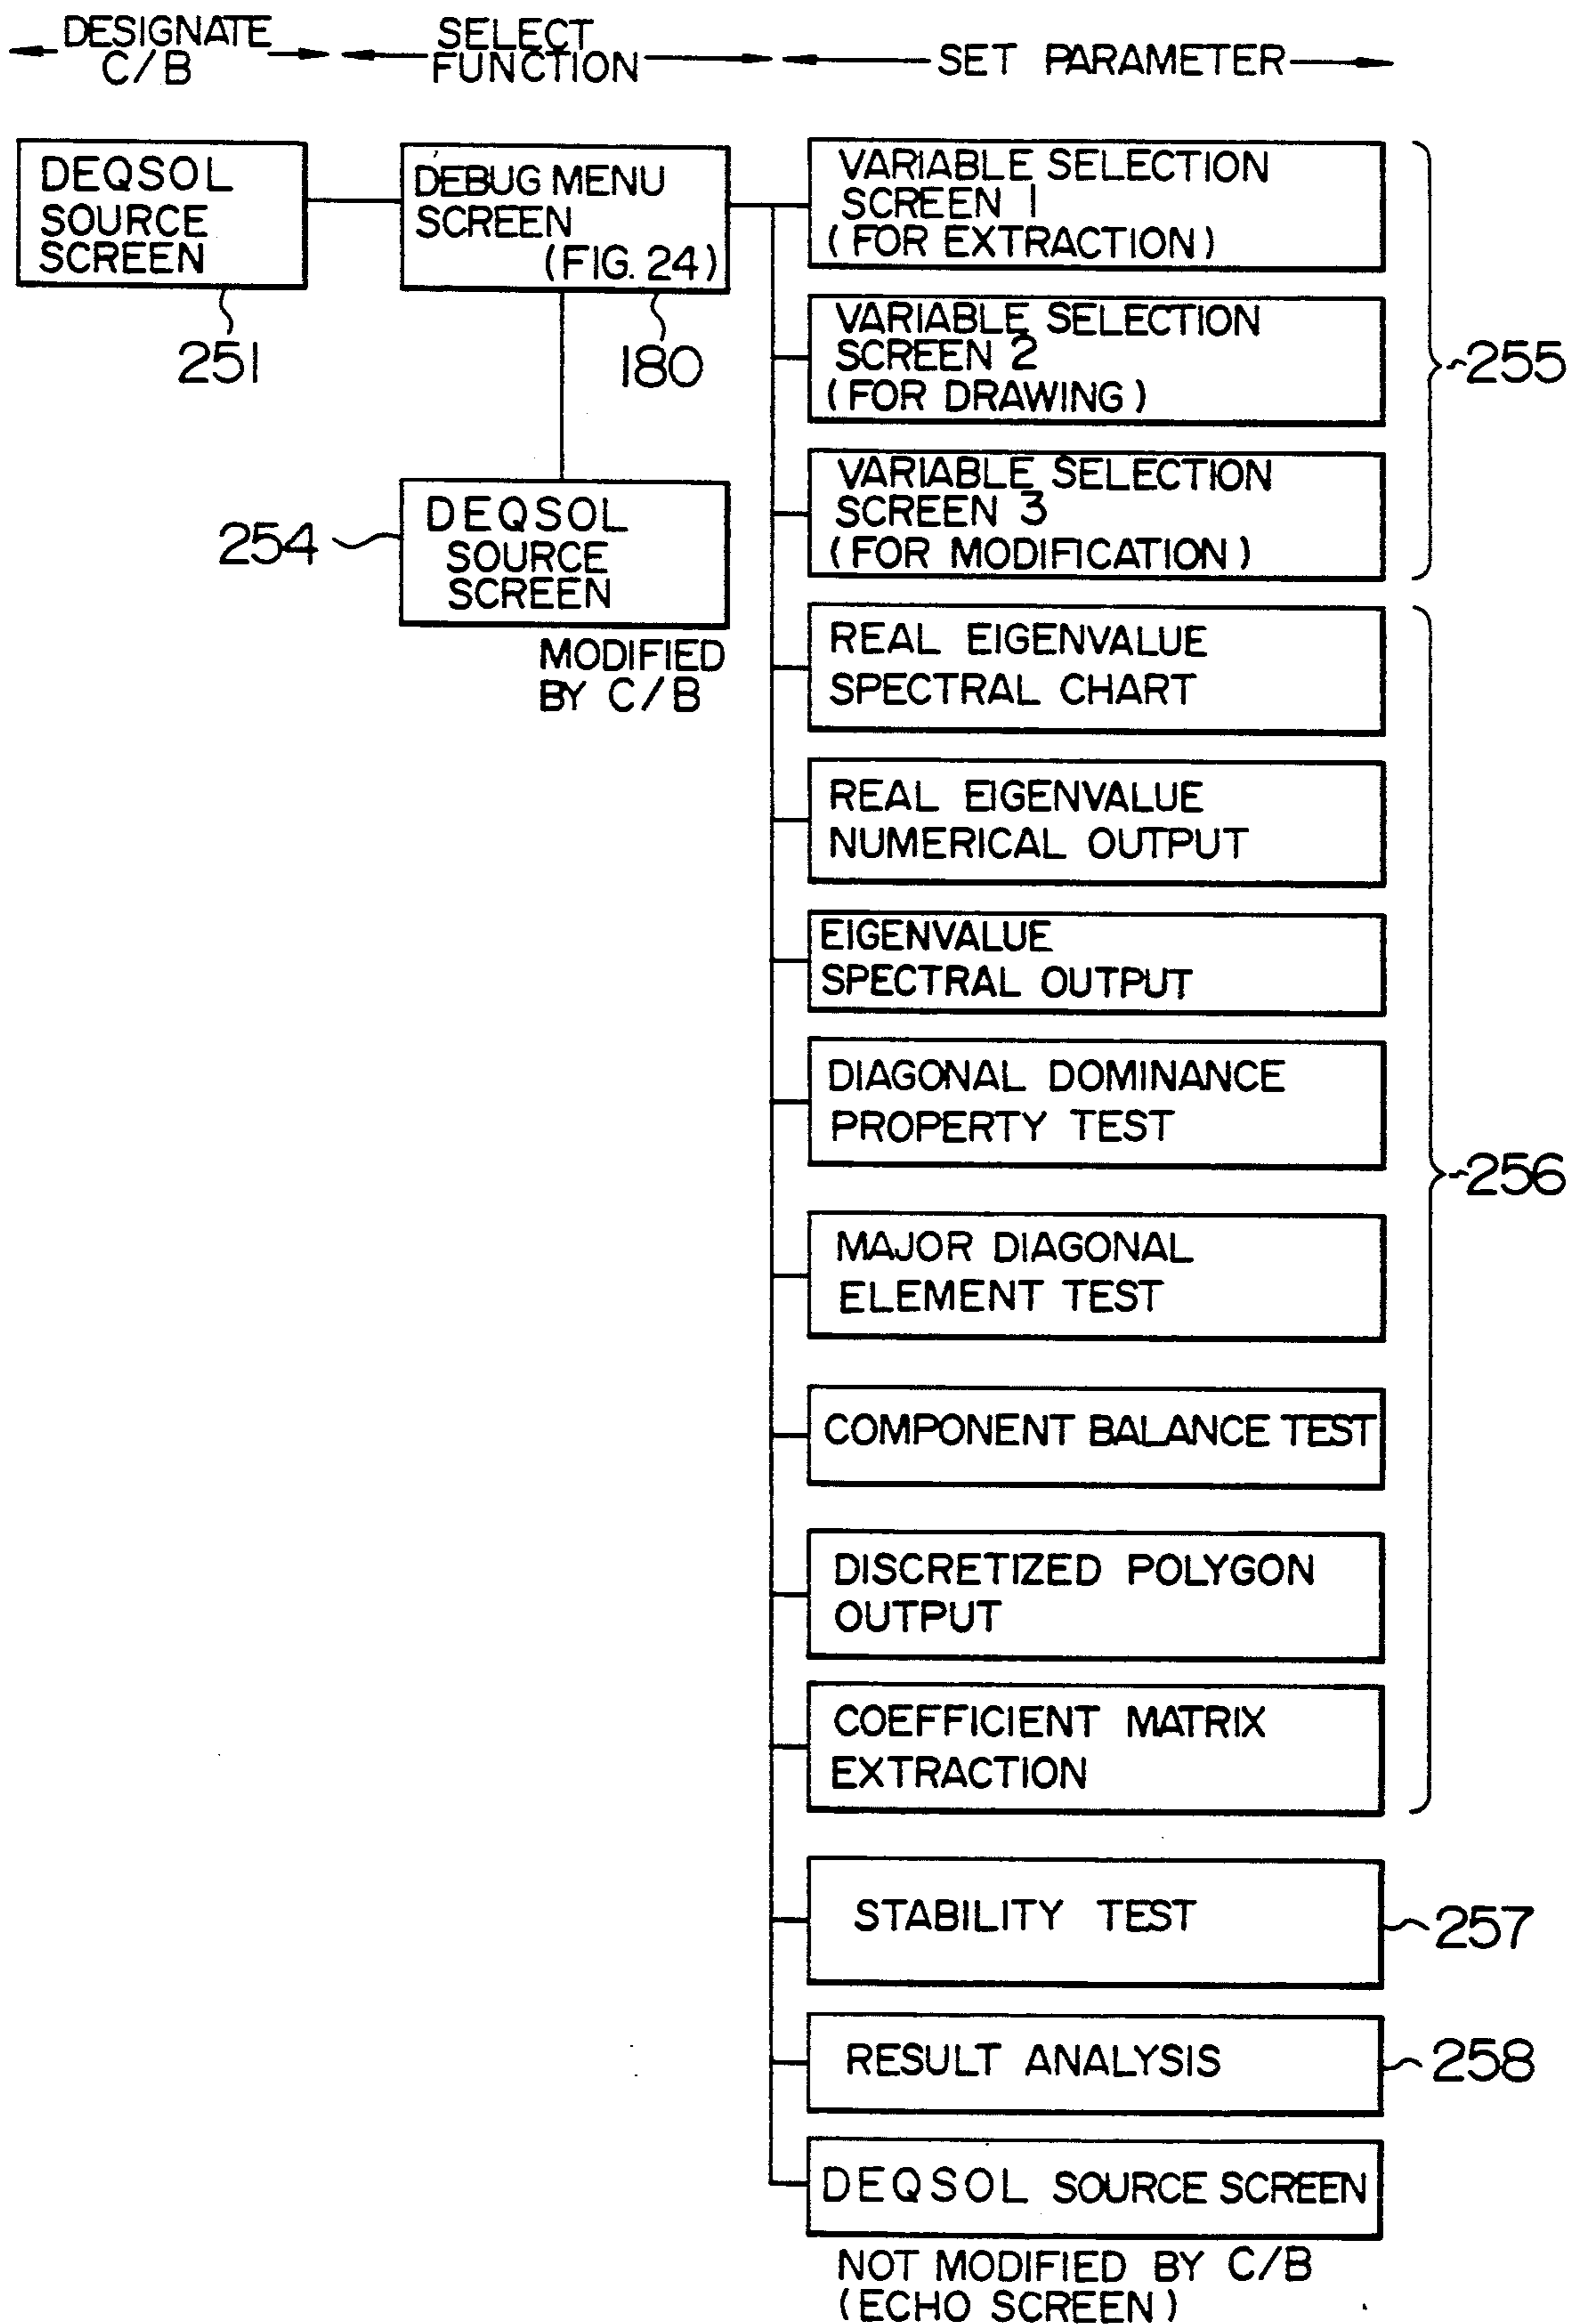 DESIGNATE
C/B
SELECT
FUNCTION
SET PARAMETER
DEQSOL
SOURCE
SCREEN
251
DEBUG MENU
SCREEN
(FIG. 24)
180
254
DEQSOL
SOURCE
SCREEN
MODIFIED
BY C/B
VARIABLE SELECTION
SCREEN 1
(FOR EXTRACTION)
VARIABLE SELECTION
SCREEN 2
(FOR DRAWING)
VARIABLE SELECTION
SCREEN 3
(FOR MODIFICATION)
255
REAL EIGENVALUE
SPECTRAL CHART
REAL EIGENVALUE
NUMERICAL OUTPUT
EIGENVALUE
SPECTRAL OUTPUT
DIAGONAL DOMINANCE
PROPERTY TEST
256
MAJOR DIAGONAL
ELEMENT TEST
COMPONENT BALANCE TEST
DISCRETIZED POLYGON
OUTPUT
COEFFICIENT MATRIX
EXTRACTION
STABILITY TEST
257
RESULT ANALYSIS
258
DEQSOL SOURCE SCREEN
NOT MODIFIED BY C/B
(ECHO SCREEN)